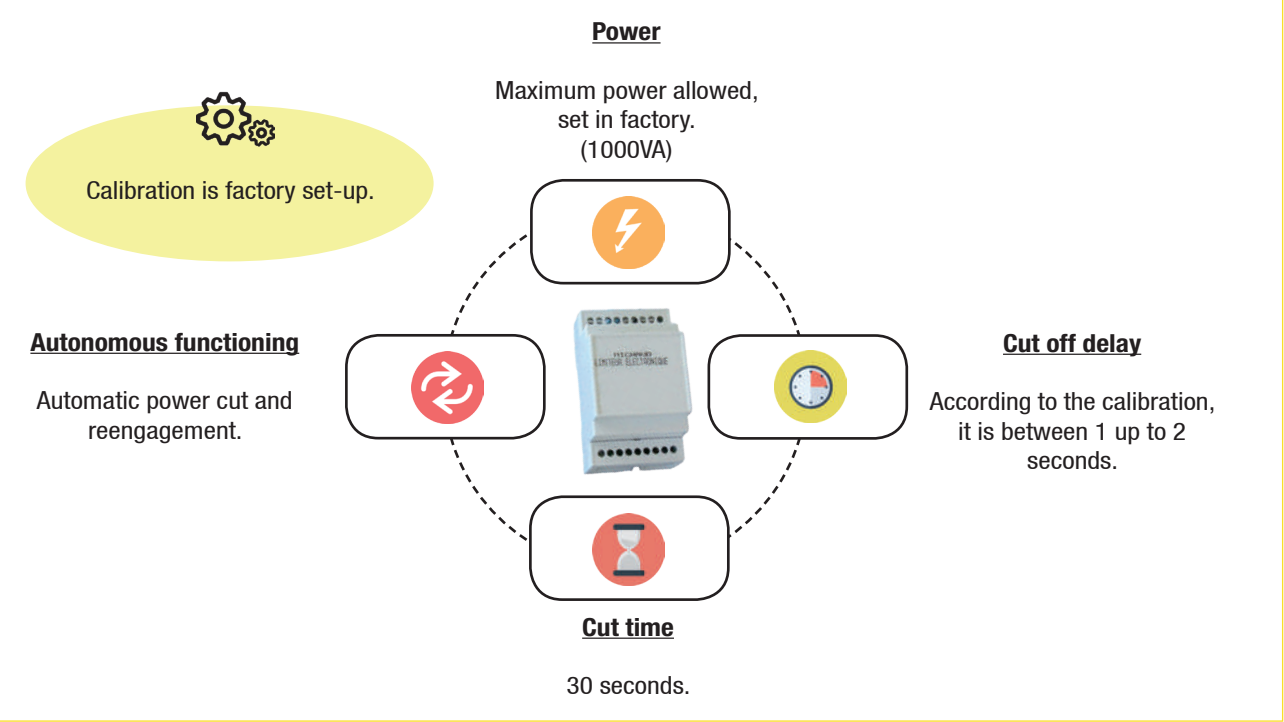 Power
Maximum power allowed,
set in factory.
(1000VA)
Calibration is factory set-up.
Autonomous functioning
Automatic power cut and
reengagement.
LIMITEUR ELECTRONIQUE
Cut off delay
According to the calibration,
it is between 1 up to 2
seconds.
Cut time
30 seconds.